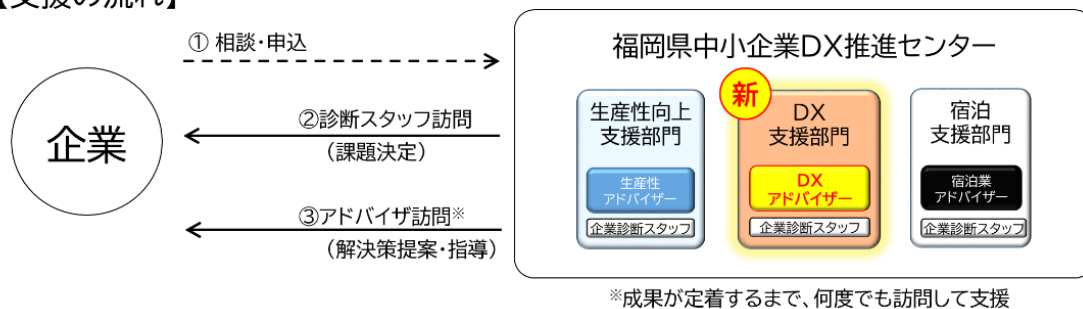 【支援の流れ】
① 相談・申込
福岡県中小企業DX推進センター
企業
②診断スタッフ訪問
(課題決定)
③アドバイザ訪問※
(解決策提案・指導)
生産性向上
支援部門
生産性
アドバイザー
企業診断スタッフ
新
DX
支援部門
DX
アドバイザー
企業診断スタッフ
宿泊
支援部門
宿泊業
アドバイザー
企業診断スタッフ
※成果が定着するまで、何度でも訪問して支援